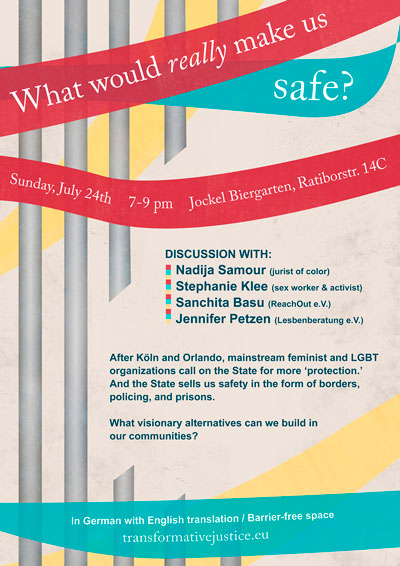 What would really make us
safe?
Sunday, July 24th 7-9 pm Jockel Biergarten, Ratiborstr. 14C
DISCUSSION WITH:
Nadija Samour (jurist of color)
Stephanie Klee (sex worker & activist)
Sanchita Basu (ReachOut e.V.)
Jennifer Petzen (Lesbenberatung e.V.)
After Köln and Orlando, mainstream feminist and LGBT
organizations call on the State for more ‘protection.’
And the State sells us safety in the form of borders,
policing, and prisons.
What visionary alternatives can we build in
our communities?
In German with English translation / Barrier-free space
transformativejustice.eu